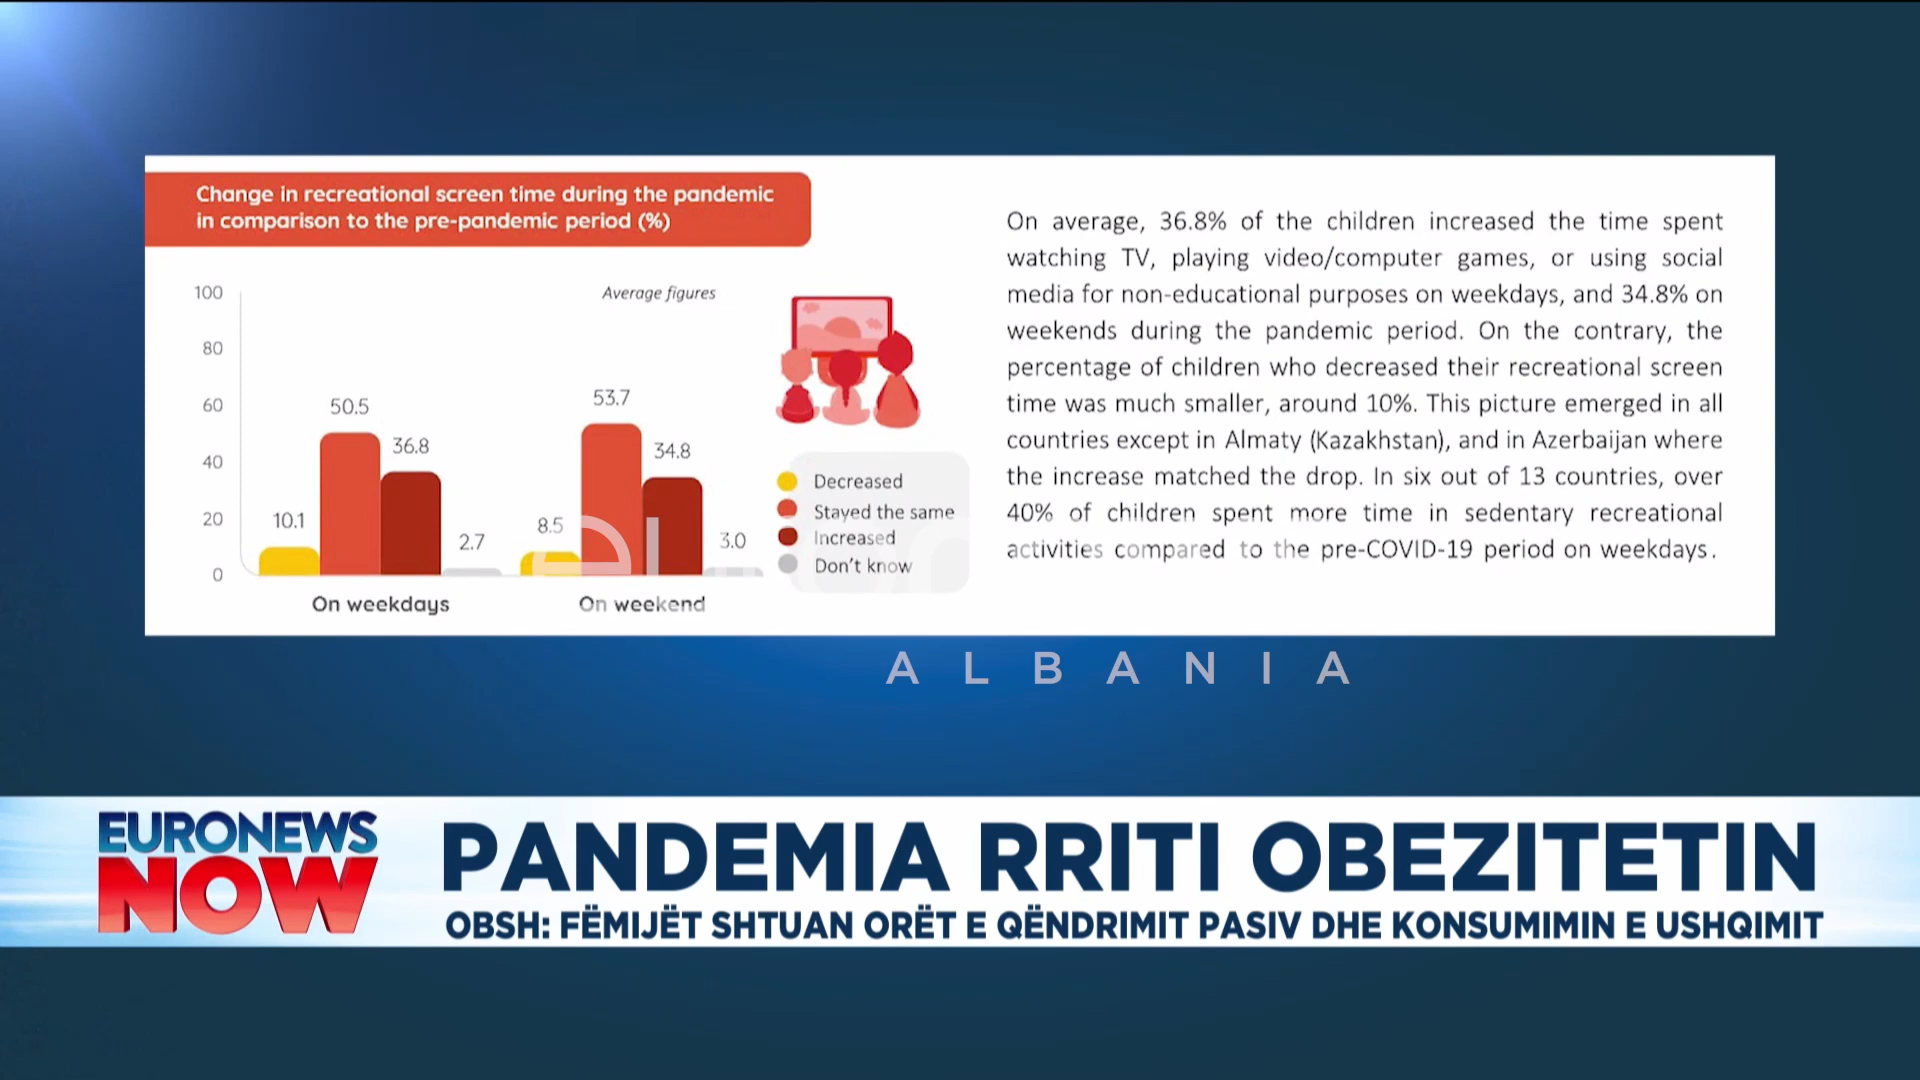 Change in recreational screen time during the pandemic
in comparison to the pre-pandemic period (%)
Average figures
100
80
60
40
20
0
10.1
50.5
36.8
2.7
8.5
53.7
34.8
3.0
On weekdays
On weekend
Decreased
Stayed the same
Increased
Don't know
On average, 36.8% of the children increased the time spent
watching TV, playing video/computer games, or using social
media for non-educational purposes on weekdays, and 34.8% on
weekends during the pandemic period. On the contrary, the
percentage of children who decreased their recreational screen
time was much smaller, around 10%. This picture emerged in all
countries except in Almaty (Kazakhstan), and in Azerbaijan where
the increase matched the drop. In six out of 13 countries, over
40% of children spent more time in sedentary recreational
activities compared to the pre-COVID-19 period on weekdays.
ALBANIA
EURONEWS
NOW
PANDEMIA RRITI OBEZITETIN
OBSH: FËMIJËT SHTUAN ORËT E QËNDRIMIT PASIV DHE KONSUMIMIN E USHQIMIT